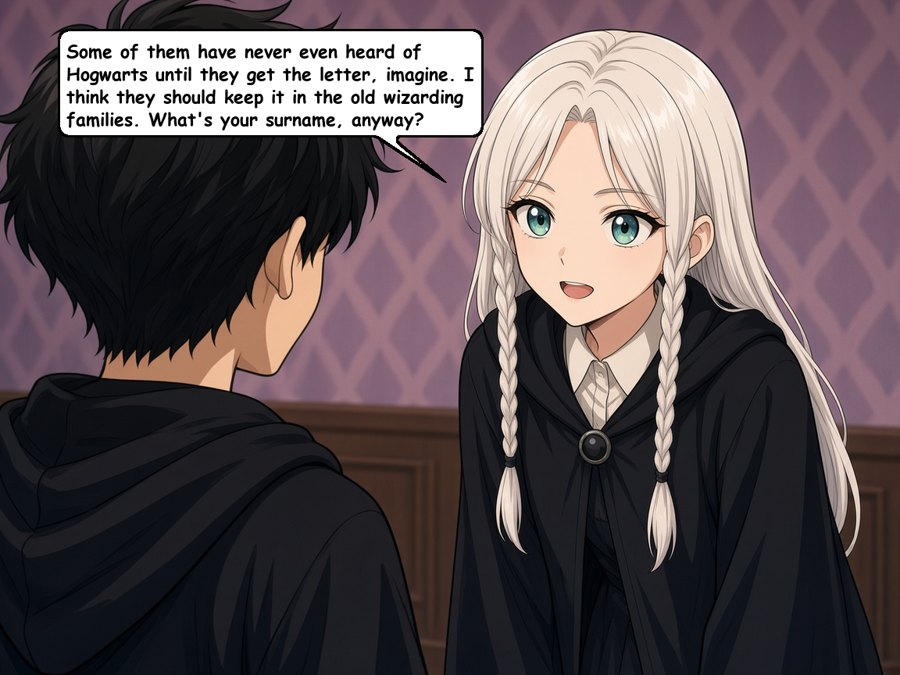 Some of them have never even heard of
Hogwarts until they get the letter, imagine. I
think they should keep it in the old wizarding
families. What's your surname, anyway?